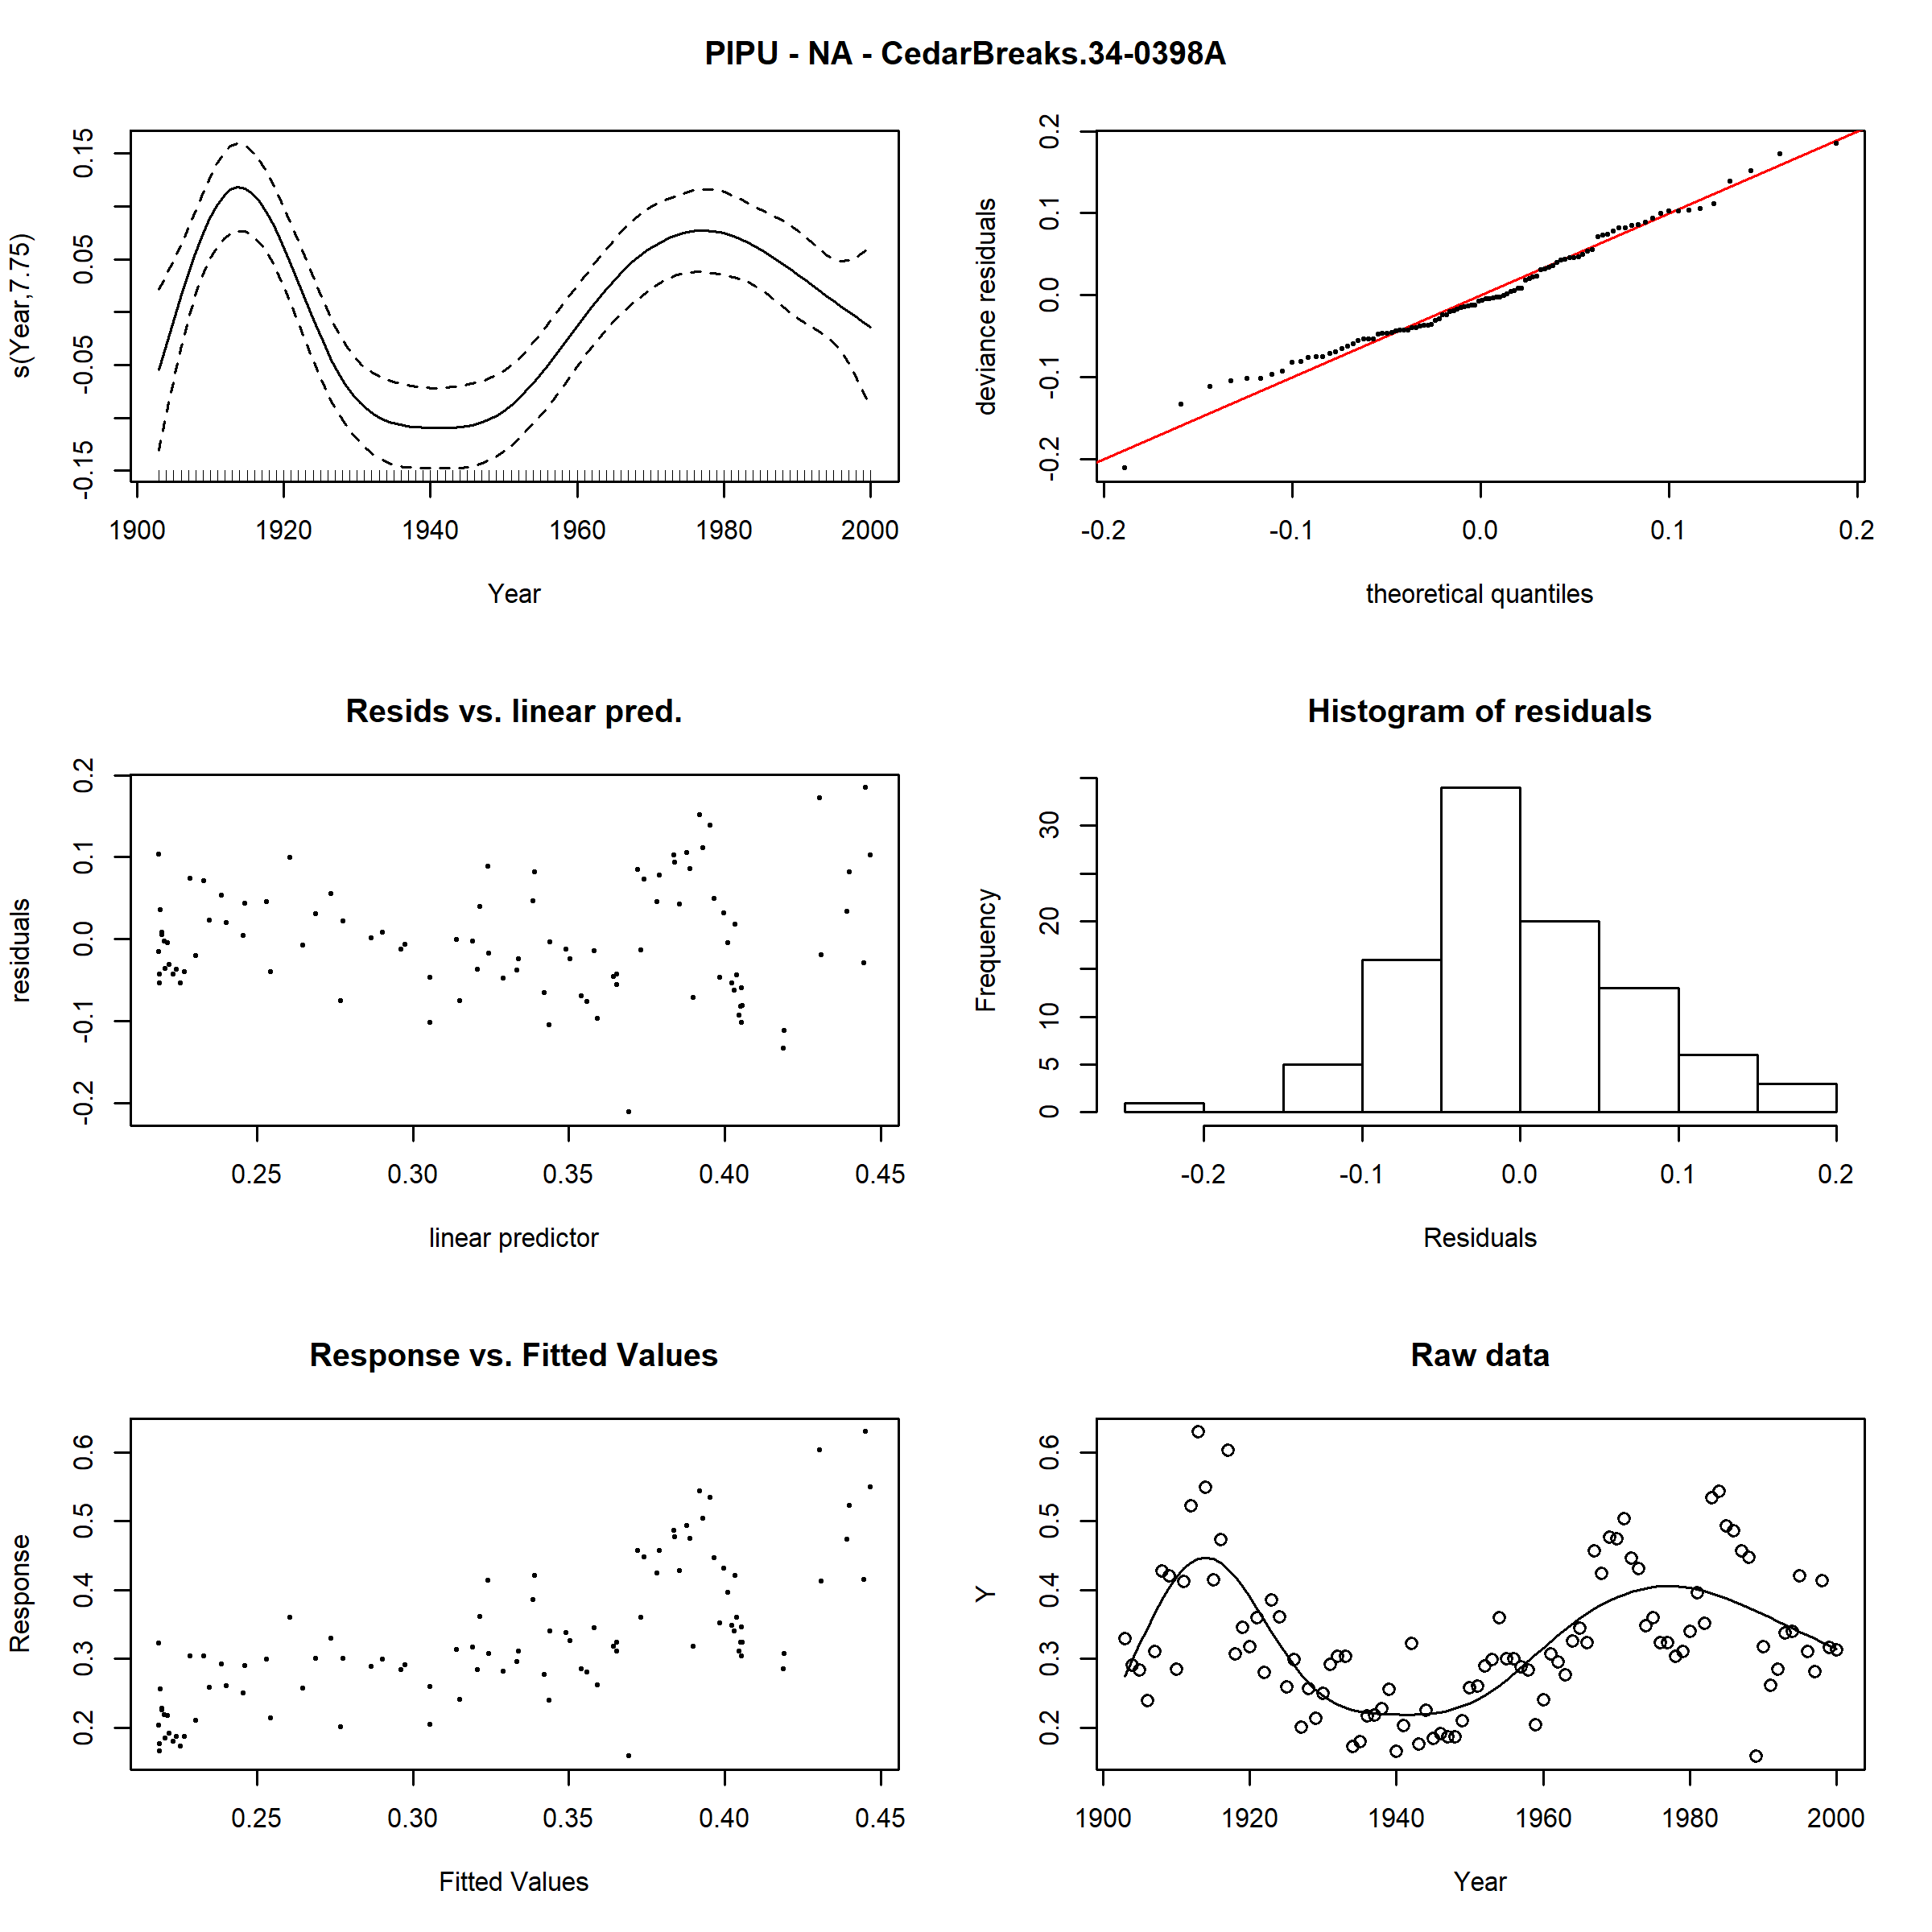 PIPU - NA - CedarBreaks.34-0398A
s(Year,7.75)
0.15
0.05
-0.05
-0.15
1900 1920 1940 1960 1980 2000
Year
deviance residuals
0.2
0.1
0.0
-0.1
-0.2
-0.2 -0.1 0.0 0.1 0.2
theoretical quantiles
Resids vs. linear pred.
residuals
0.2
0.1
0.0
-0.1
-0.2
0.25 0.30 0.35 0.40 0.45
linear predictor
Histogram of residuals
Frequency
30
20
10
5
0
-0.2 -0.1 0.0 0.1 0.2
Residuals
Response vs. Fitted Values
Response
0.6
0.5
0.4
0.3
0.2
0.25 0.30 0.35 0.40 0.45
Fitted Values
Raw data
Y
0.6
0.5
0.4
0.3
0.2
1900 1920 1940 1960 1980 2000
Year